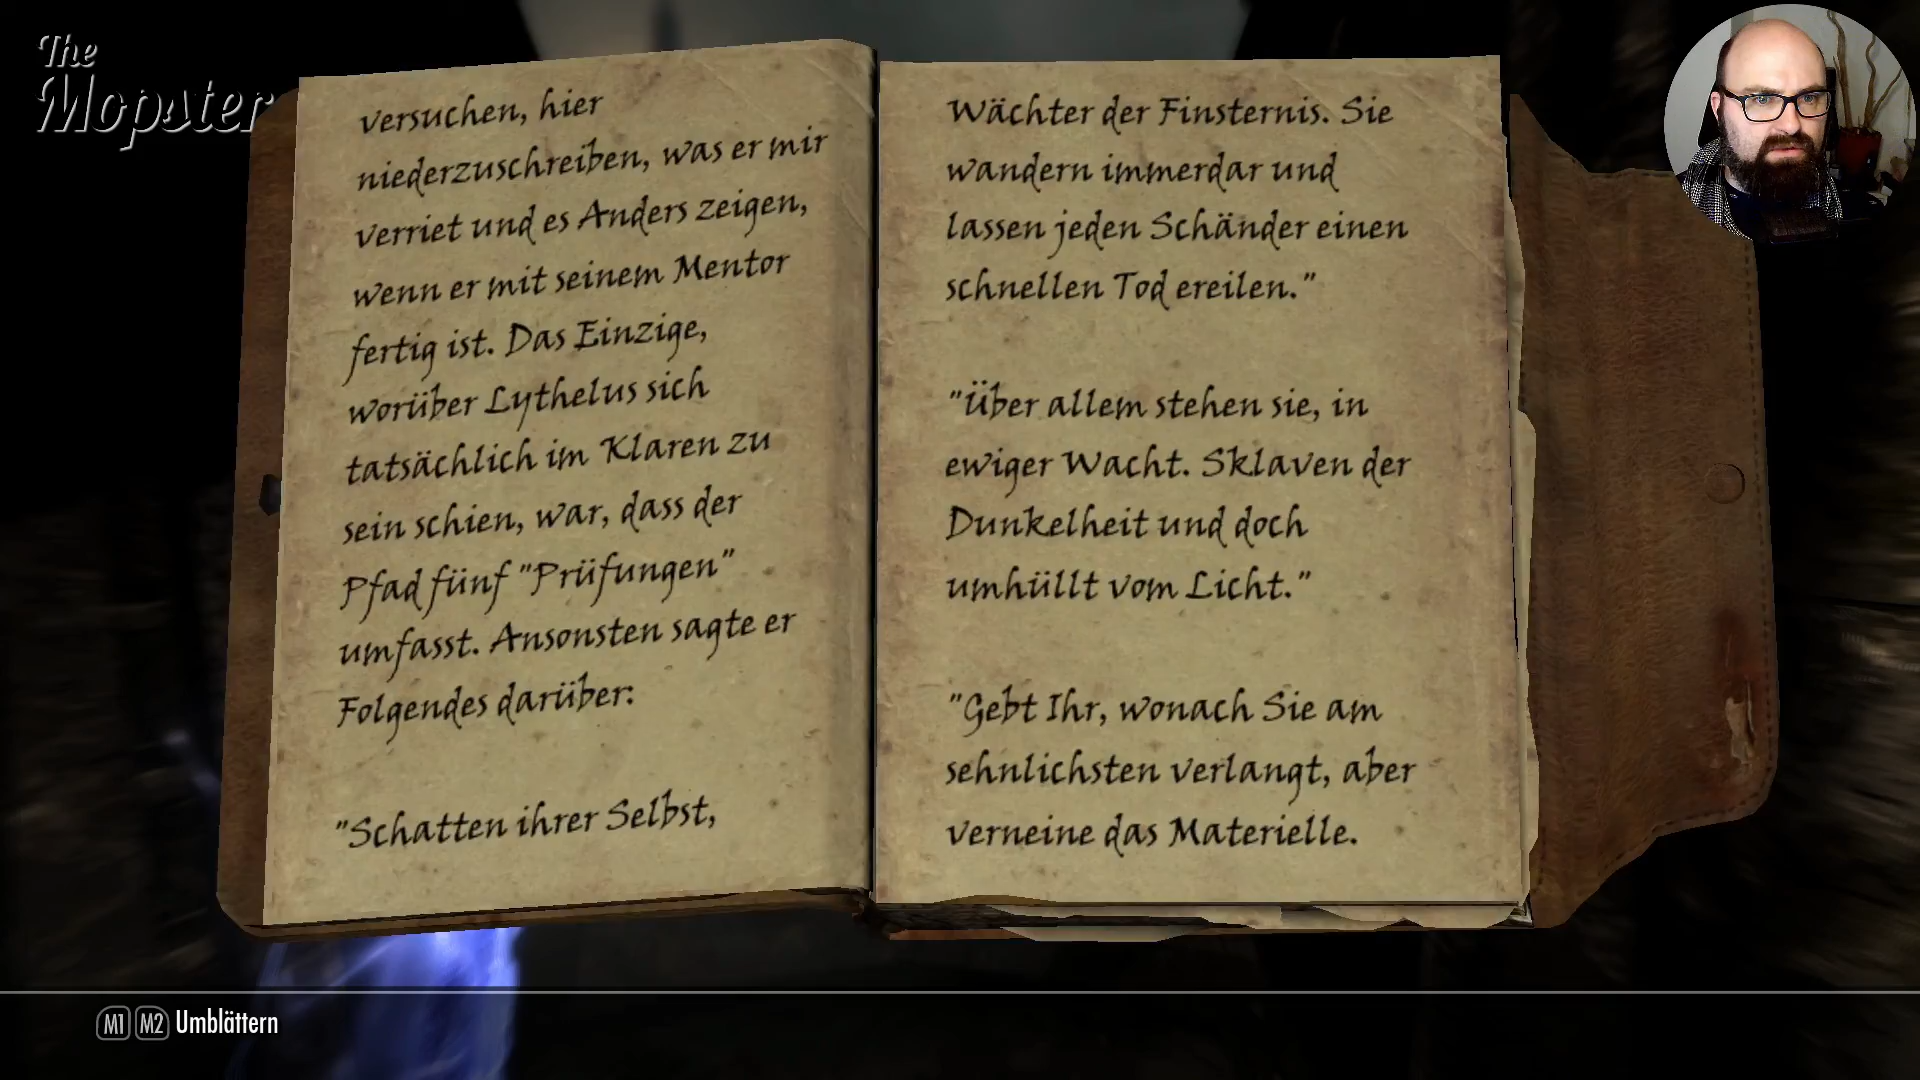 The
Mopster
versuchen, hier
niederzuschreiben, was er mir
verriet und es Anders zeigen,
wenn er mit seinem Mentor
fertig ist. Das Einzige,
worüber Lythelus sich
tatsächlich im Klaren zu
sein schien, war, dass der
Pfad fünf "Prüfungen"
umfasst. Ansonsten sagte er
Folgendes darüber:
"Schatten ihrer Selbst,
Wächter der Finsternis. Sie
wandern immerdar und
lassen jeden Schänder einen
schnellen Tod ereilen."
"Über allem stehen sie, in
ewiger Wacht. Sklaven der
Dunkelheit und doch
umhüllt vom Licht."
"Gebt Ihr, wonach Sie am
sehnlichsten verlangt, aber
verneine das Materielle.
M1 M2 Umblättern